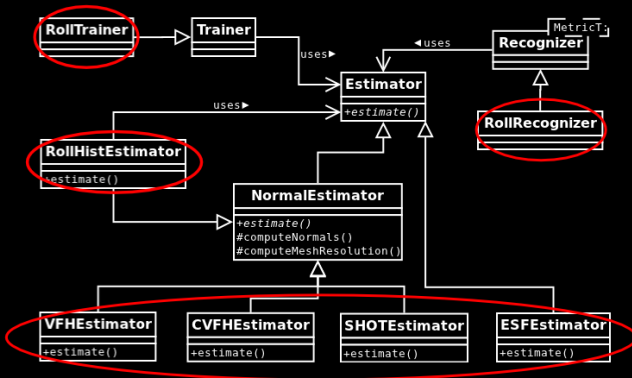 RollTrainer
Trainer
uses▶
◀uses
MetricT:
Recognizer
Estimator
+estimate()
uses▶
RollRecognizer
RollHistEstimator
+estimate()
NormalEstimator
+estimate()
#computeNormals()
#computeMeshResolution()
VFHEstimator
+estimate()
CVFHEstimator
+estimate()
SHOTEstimator
+estimate()
ESFEstimator
+estimate()